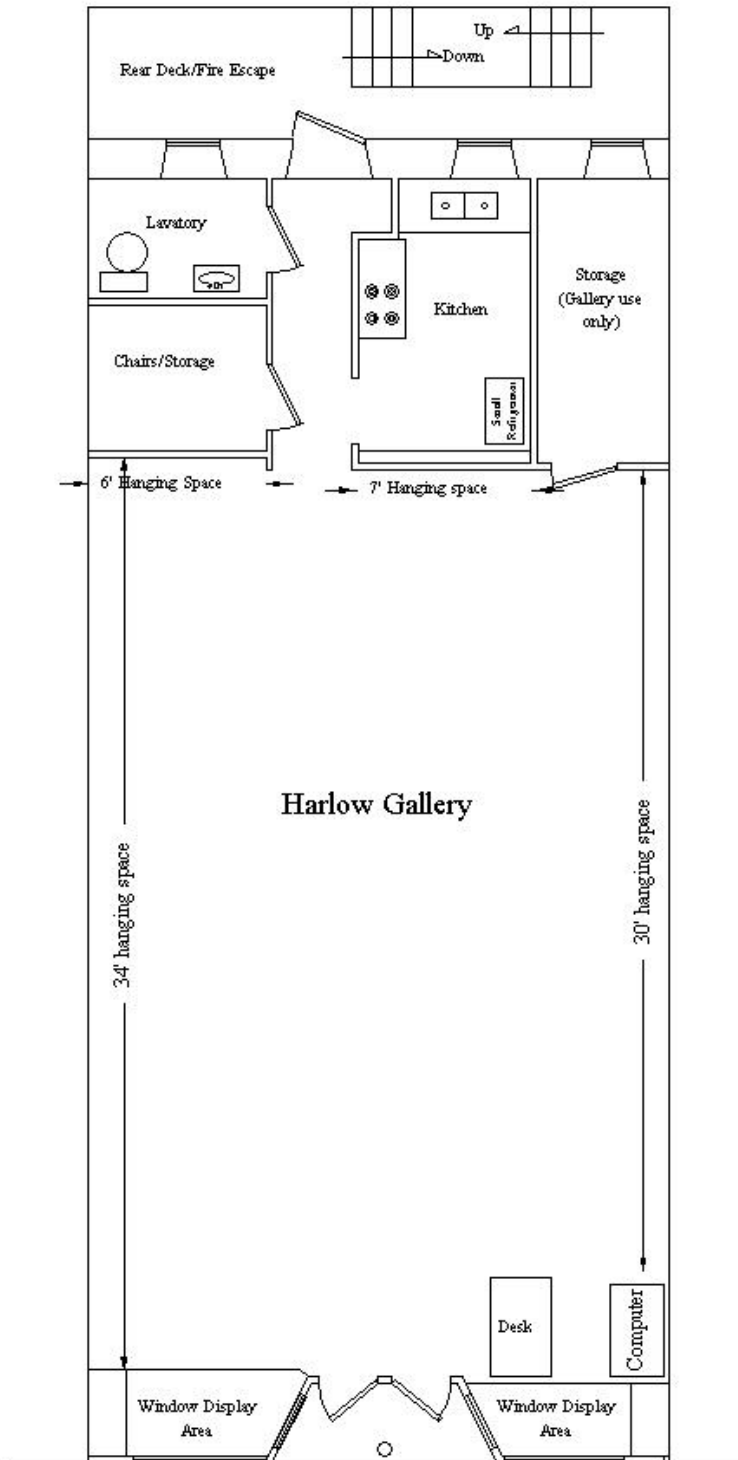 Up
Down
Rear Deck/Fire Escape
Lavatory
Storage
(Gallery use
only)
Kitchen
Chairs/Storage
Small
Refrigerator
6' Hanging Space
7' Hanging space
Harlow Gallery
34' hanging space
30' hanging space
Desk
Computer
Window Display
Area
Window Display
Area